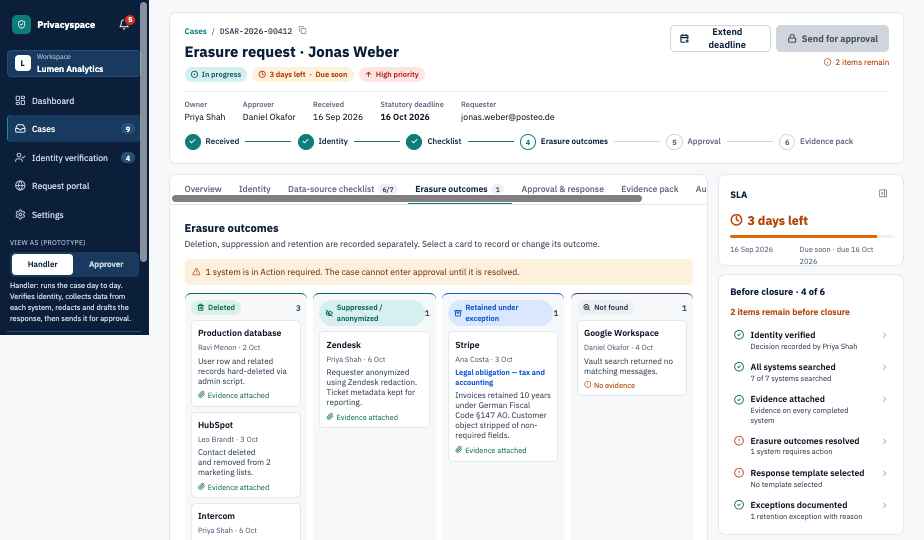 Privacyspace
5
Workspace
L
Lumen Analytics
Dashboard
Cases
9
Identity verification
4
Request portal
Settings
VIEW AS (PROTOTYPE)
Handler
Approver
Handler: runs the case day to day.
Verifies identity, collects data from
each system, redacts and drafts the
response, then sends it for approval.
Cases / DSAR-2026-00412
Erasure request · Jonas Weber
In progress
3 days left · Due soon
High priority
Extend
deadline
Send for approval
2 items remain
Owner
Priya Shah
Approver
Daniel Okafor
Received
16 Sep 2026
Statutory deadline
16 Oct 2026
Requester
jonas.weber@posteo.de
Received
Identity
Checklist
4
Erasure outcomes
5
Approval
6
Evidence pack
Overview
Identity
Data-source checklist
6/7
Erasure outcomes
1
Approval & response
Evidence pack
Au
Erasure outcomes
Deletion, suppression and retention are recorded separately. Select a card to record or change its outcome.
1 system is in Action required. The case cannot enter approval until it is resolved.
Deleted
3
Production database
Ravi Menon · 2 Oct
User row and related
records hard-deleted via
admin script.
Evidence attached
HubSpot
Leo Brandt · 3 Oct
Contact deleted
and removed from 2
marketing lists.
Evidence attached
Intercom
Priya Shah · 6 Oct
Suppressed /
anonymized
1
Zendesk
Priya Shah · 6 Oct
Requester anonymized
using Zendesk redaction.
Ticket metadata kept for
reporting.
Evidence attached
Retained under
exception
1
Stripe
Ana Costa · 3 Oct
Legal obligation — tax and
accounting
Invoices retained 10 years
under German Fiscal
Code §147 AO. Customer
object stripped of non-
required fields.
Evidence attached
Not found
1
Google Workspace
Daniel Okafor · 4 Oct
Vault search returned no
matching messages.
No evidence
SLA
3 days left
16 Sep 2026
Due soon · due 16 Oct
2026
Before closure · 4 of 6
2 items remain before closure
Identity verified
Decision recorded by Priya Shah
All systems searched
7 of 7 systems searched
Evidence attached
Evidence on every completed
system
Erasure outcomes resolved
1 system requires action
Response template selected
No template selected
Exceptions documented
1 retention exception with reason